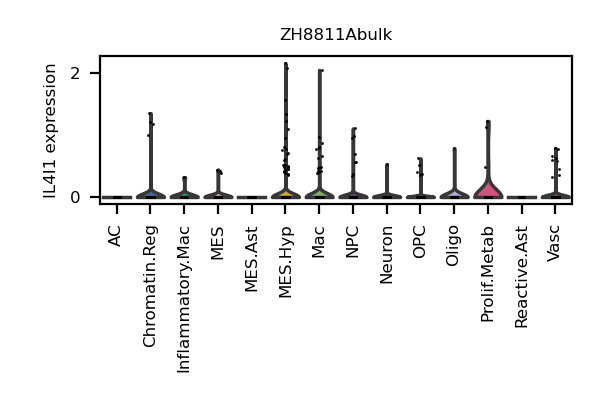 ZH8811Abulk
IL4I1 expression
2
0
AC
Chromatin.Reg
Inflammatory.Mac
MES
MES.Ast
MES.Hyp
Mac
NPC
Neuron
OPC
Oligo
Prolif.Metab
Reactive.Ast
Vasc